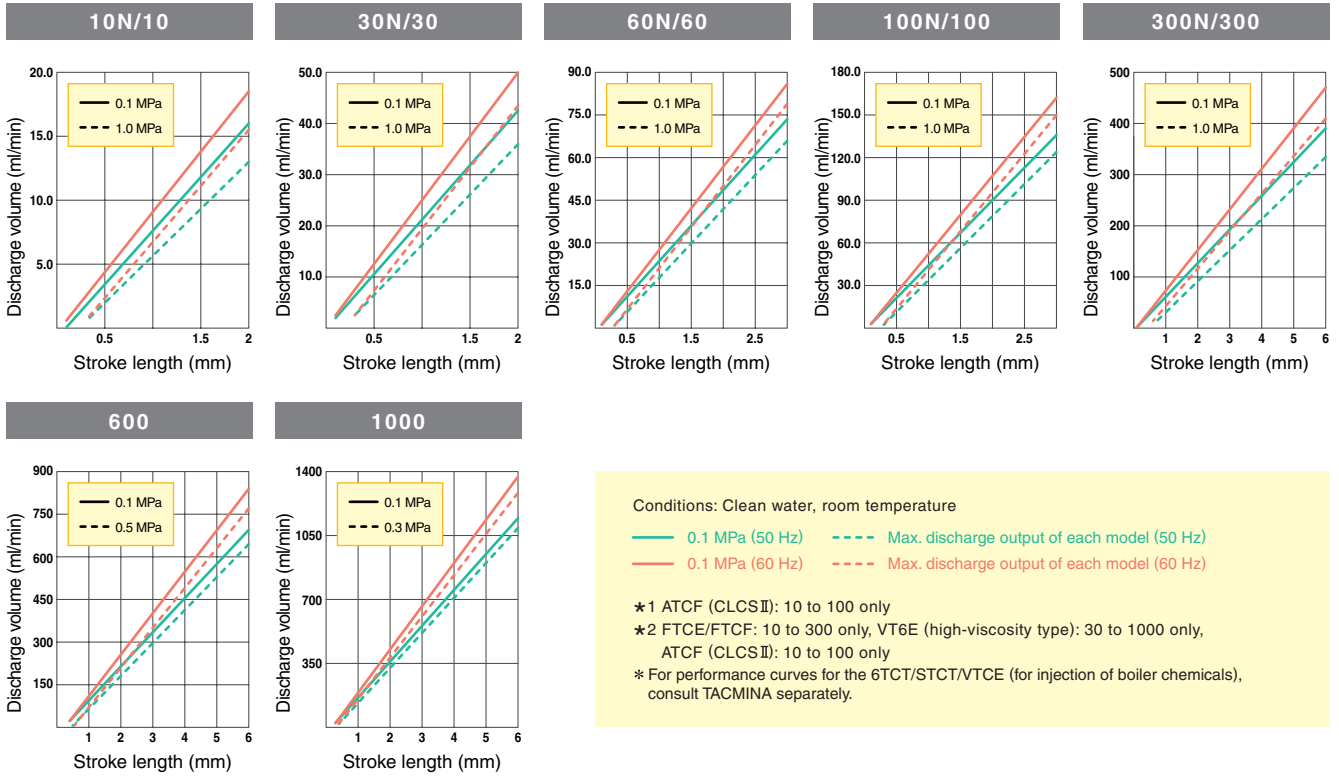 10N/10
20.0
15.0
10.0
5.0
Discharge volume (ml/min)
0.1 MPa
1.0 MPa
0.5
1
1.5
2
Stroke length (mm)
30N/30
50.0
40.0
30.0
20.0
10.0
Discharge volume (ml/min)
0.1 MPa
1.0 MPa
0.5
1
1.5
2
Stroke length (mm)
60N/60
90.0
75.0
60.0
45.0
30.0
15.0
Discharge volume (ml/min)
0.1 MPa
1.0 MPa
0.5
1
1.5
2
2.5
Stroke length (mm)
100N/100
180.0
150.0
120.0
90.0
60.0
30.0
Discharge volume (ml/min)
0.1 MPa
1.0 MPa
0.5
1
1.5
2
2.5
Stroke length (mm)
300N/300
500
400
300
200
100
Discharge volume (ml/min)
0.1 MPa
1.0 MPa
1
2
3
4
5
6
Stroke length (mm)
600
900
750
600
450
300
150
Discharge volume (ml/min)
0.1 MPa
0.5 MPa
1
2
3
4
5
6
Stroke length (mm)
1000
1400
1050
700
350
Discharge volume (ml/min)
0.1 MPa
0.3 MPa
1
2
3
4
5
6
Stroke length (mm)
Conditions: Clean water, room temperature
0.1 MPa (50 Hz) Max. discharge output of each model (50 Hz)
0.1 MPa (60 Hz) Max. discharge output of each model (60 Hz)
★1 ATCF (CLCSⅡ): 10 to 100 only
★2 FTCE/FTCF: 10 to 300 only, VT6E (high-viscosity type): 30 to 1000 only,
ATCF (CLCSⅡ): 10 to 100 only
* For performance curves for the 6TCT/STCT/VTCE (for injection of boiler chemicals),
consult TACMINA separately.